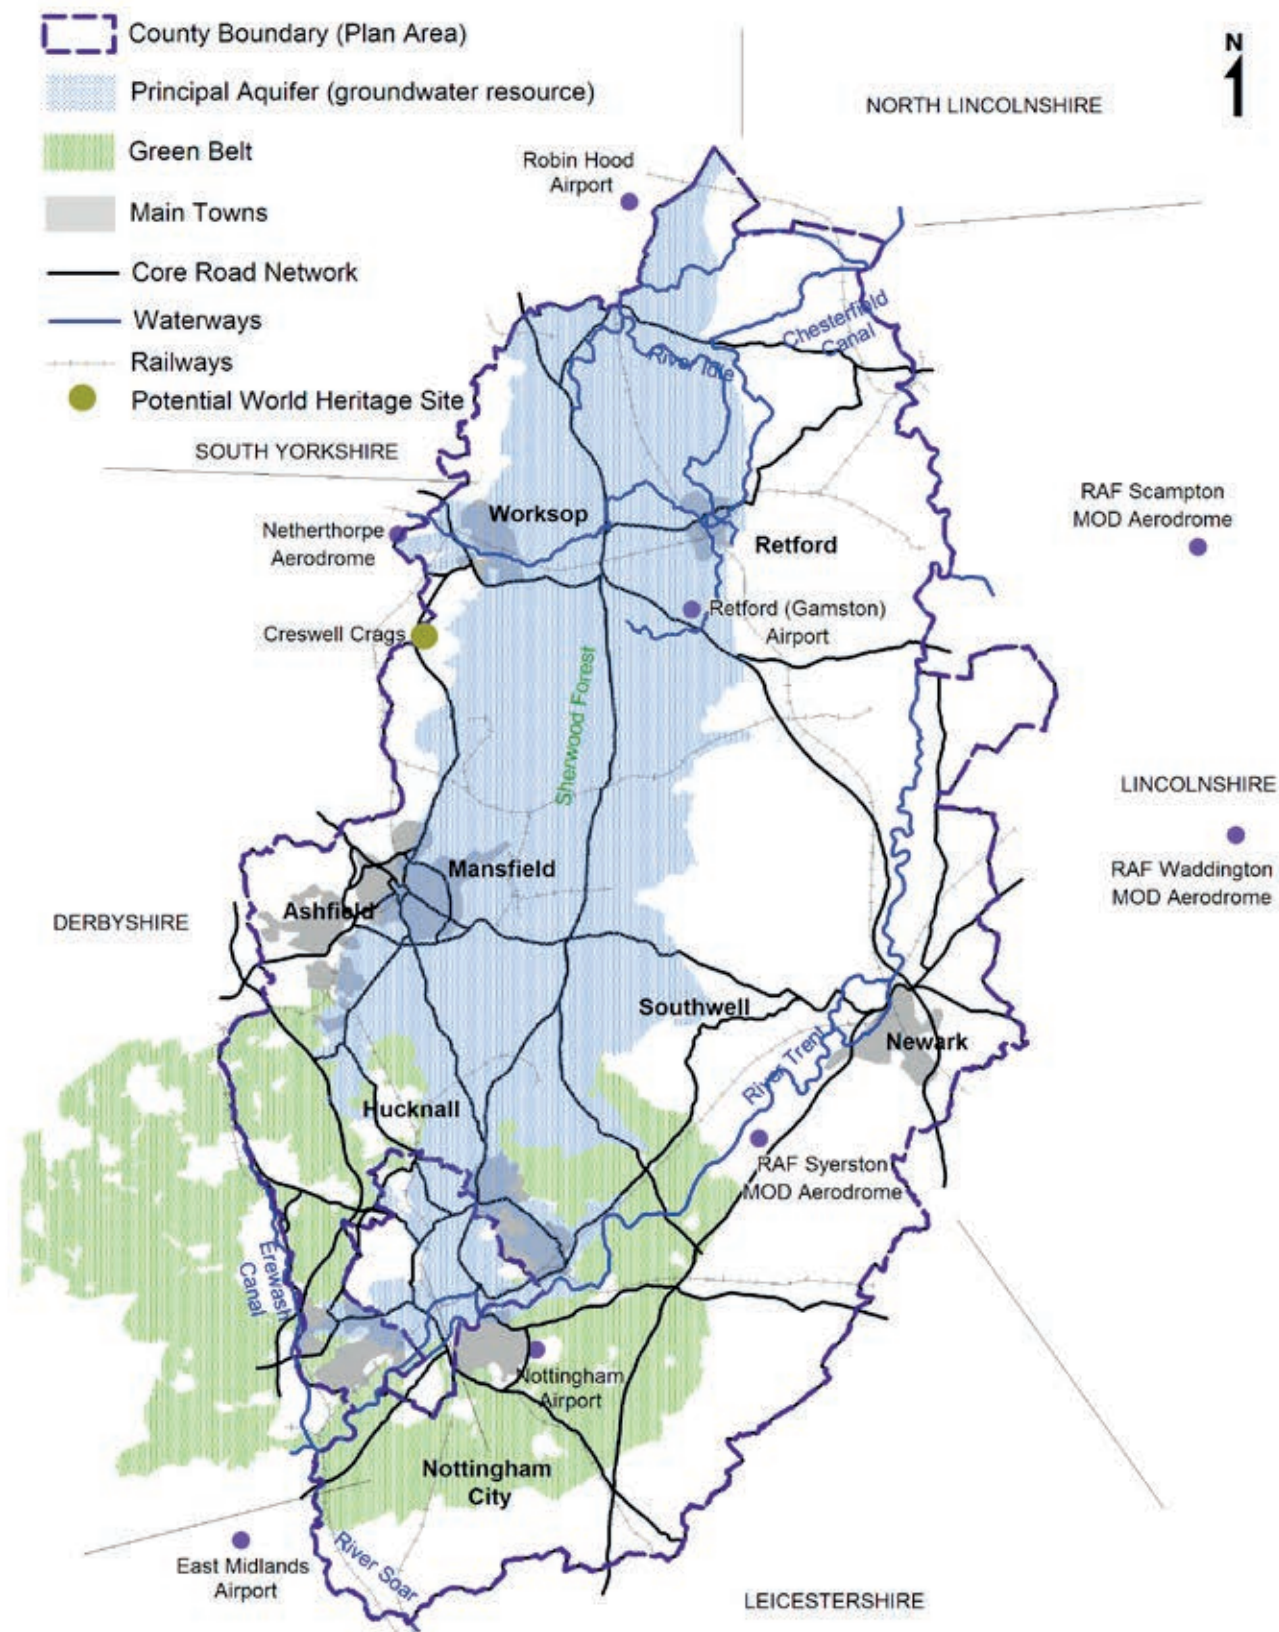 County Boundary (Plan Area)
Principal Aquifer (groundwater resource)
Green Belt
Main Towns
Core Road Network
Waterways
Railways
Potential World Heritage Site
N
NORTH LINCOLNSHIRE
Robin Hood
Airport
Chesterfield
Canal
River Idle
SOUTH YORKSHIRE
RAF Scampton
MOD Aerodrome
Worksop
Netherthorpe
Aerodrome
Retford
Retford (Gamston)
Airport
Creswell Crags
Sherwood Forest
LINCOLNSHIRE
RAF Waddington
MOD Aerodrome
Mansfield
Ashfield
DERBYSHIRE
Southwell
Newark
River Trent
Hucknall
RAF Syerston
MOD Aerodrome
Erewash
Canal
Nottingham
Airport
Nottingham
City
East Midlands
Airport
River Soar
LEICESTERSHIRE